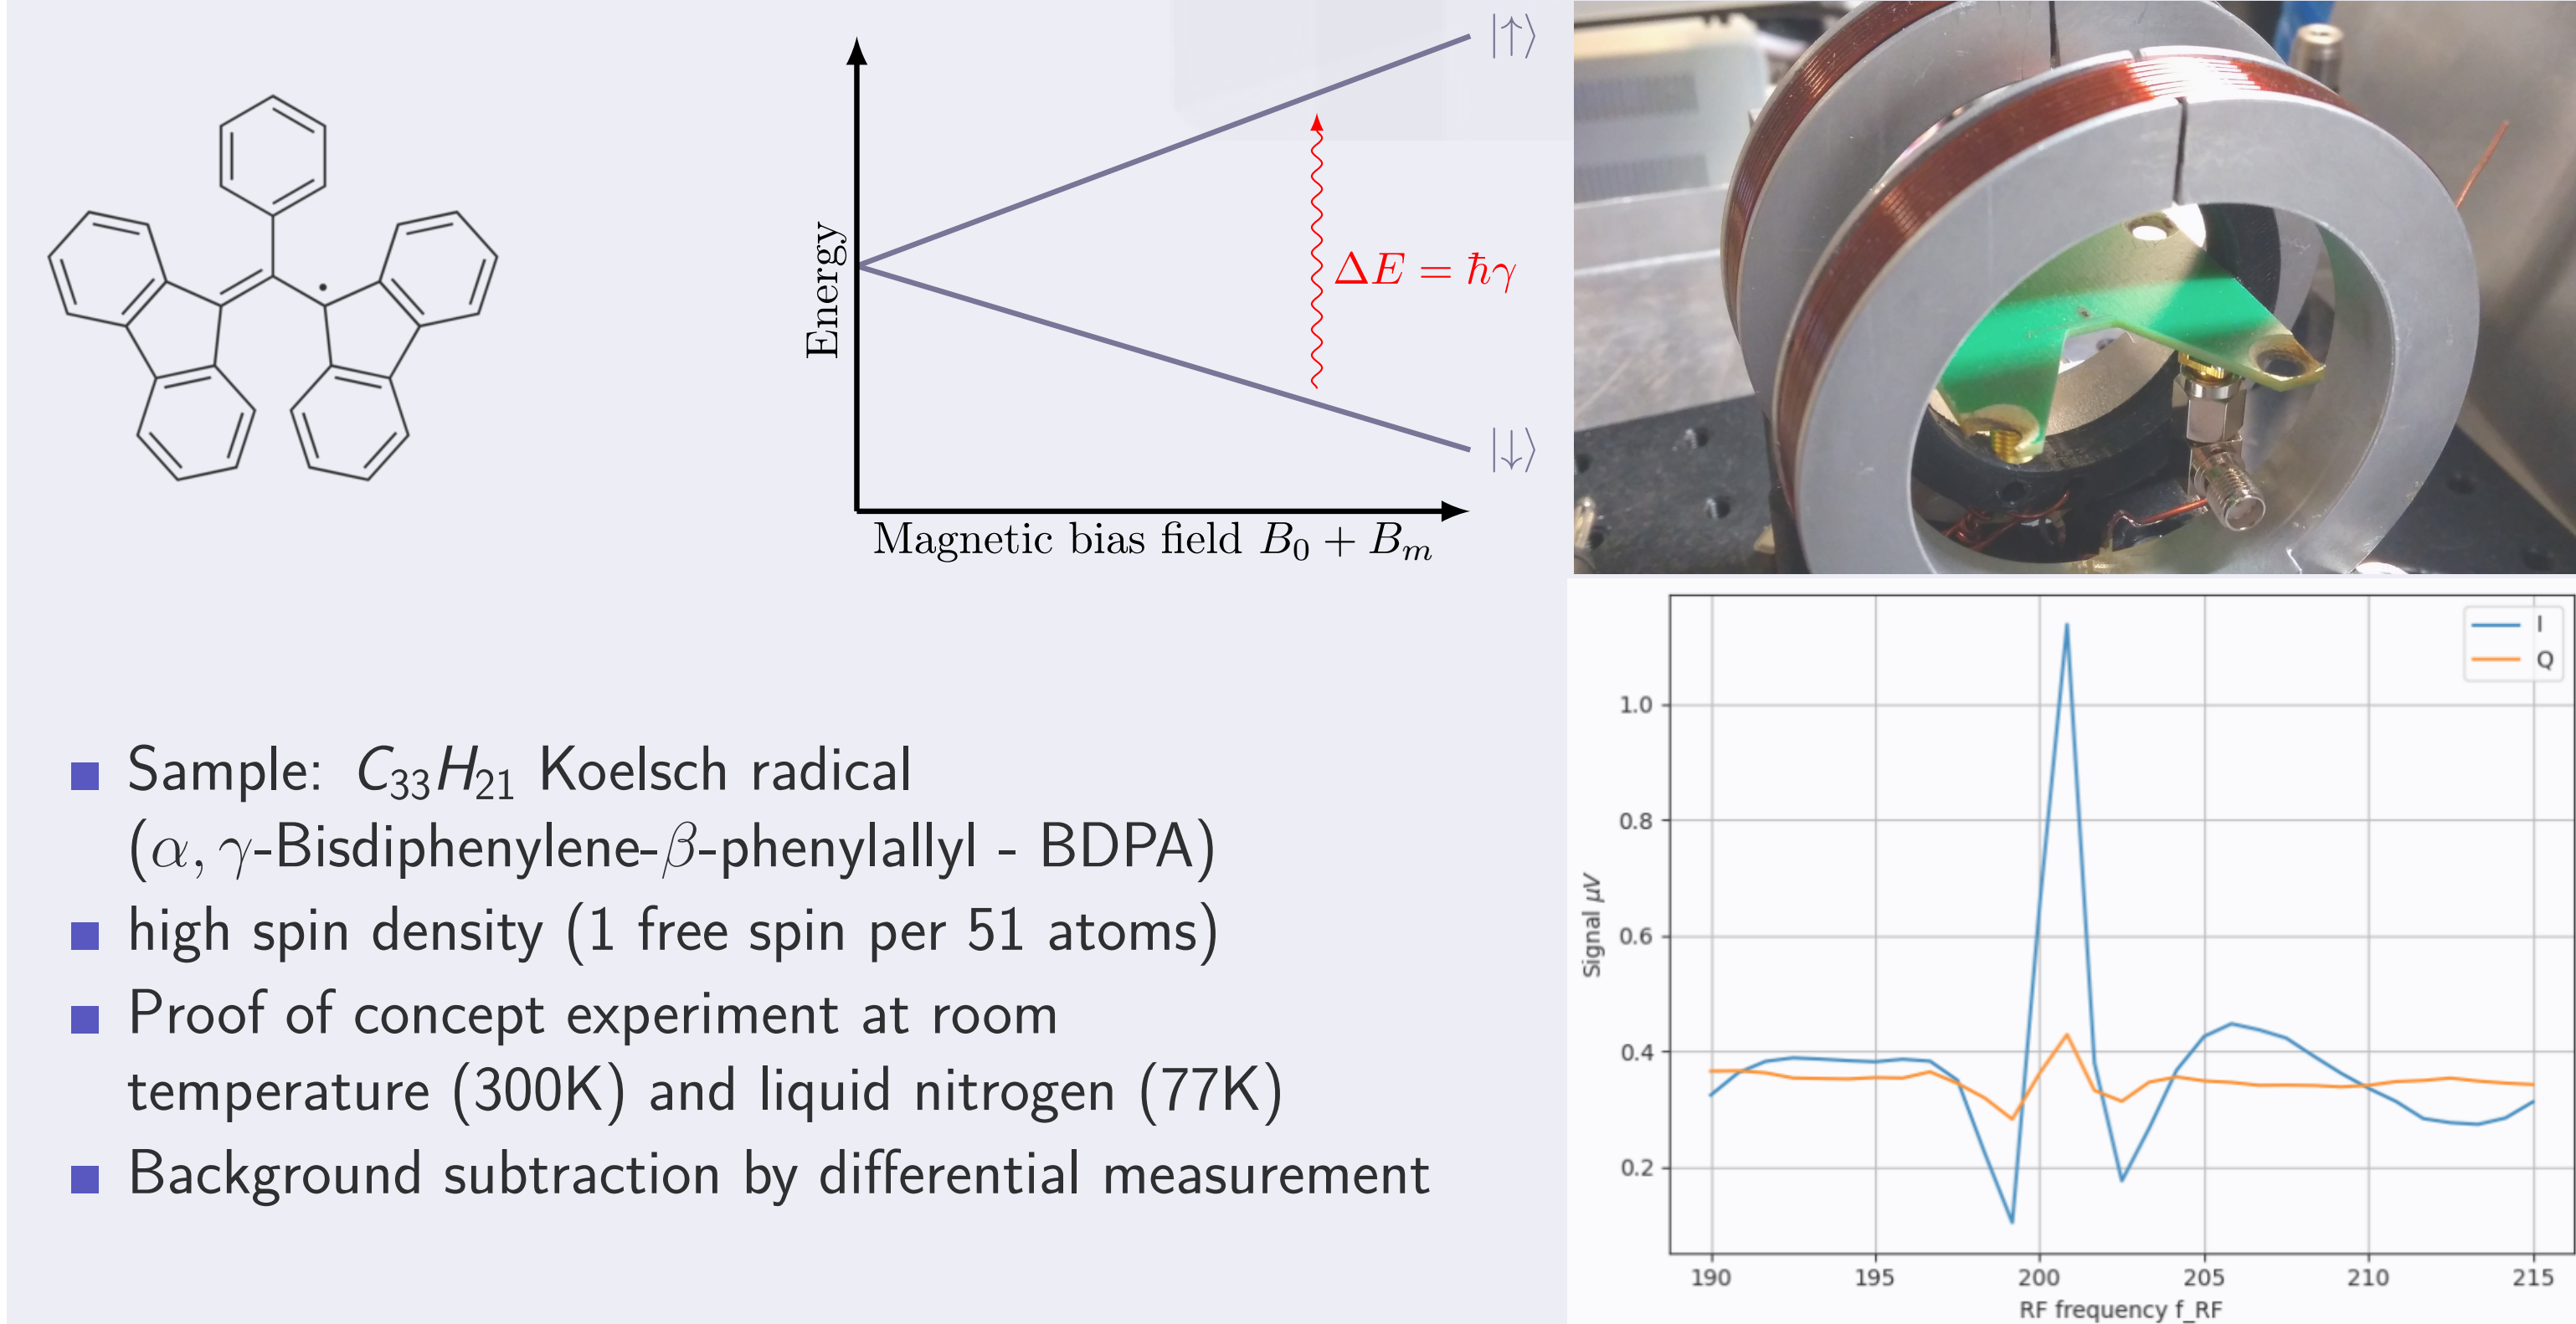 |↑⟩
Energy
ΔE = ħγ
|↓⟩
Magnetic bias field B₀ + Bₘ
Sample: C₃₃H₂₁ Koelsch radical
(α, γ-Bisdiphenylene-β-phenylallyl - BDPA)
high spin density (1 free spin per 51 atoms)
Proof of concept experiment at room
temperature (300K) and liquid nitrogen (77K)
Background subtraction by differential measurement
I
Q
1.0
0.8
0.6
0.4
0.2
Signal μV
190 195 200 205 210 215
RF frequency f_RF